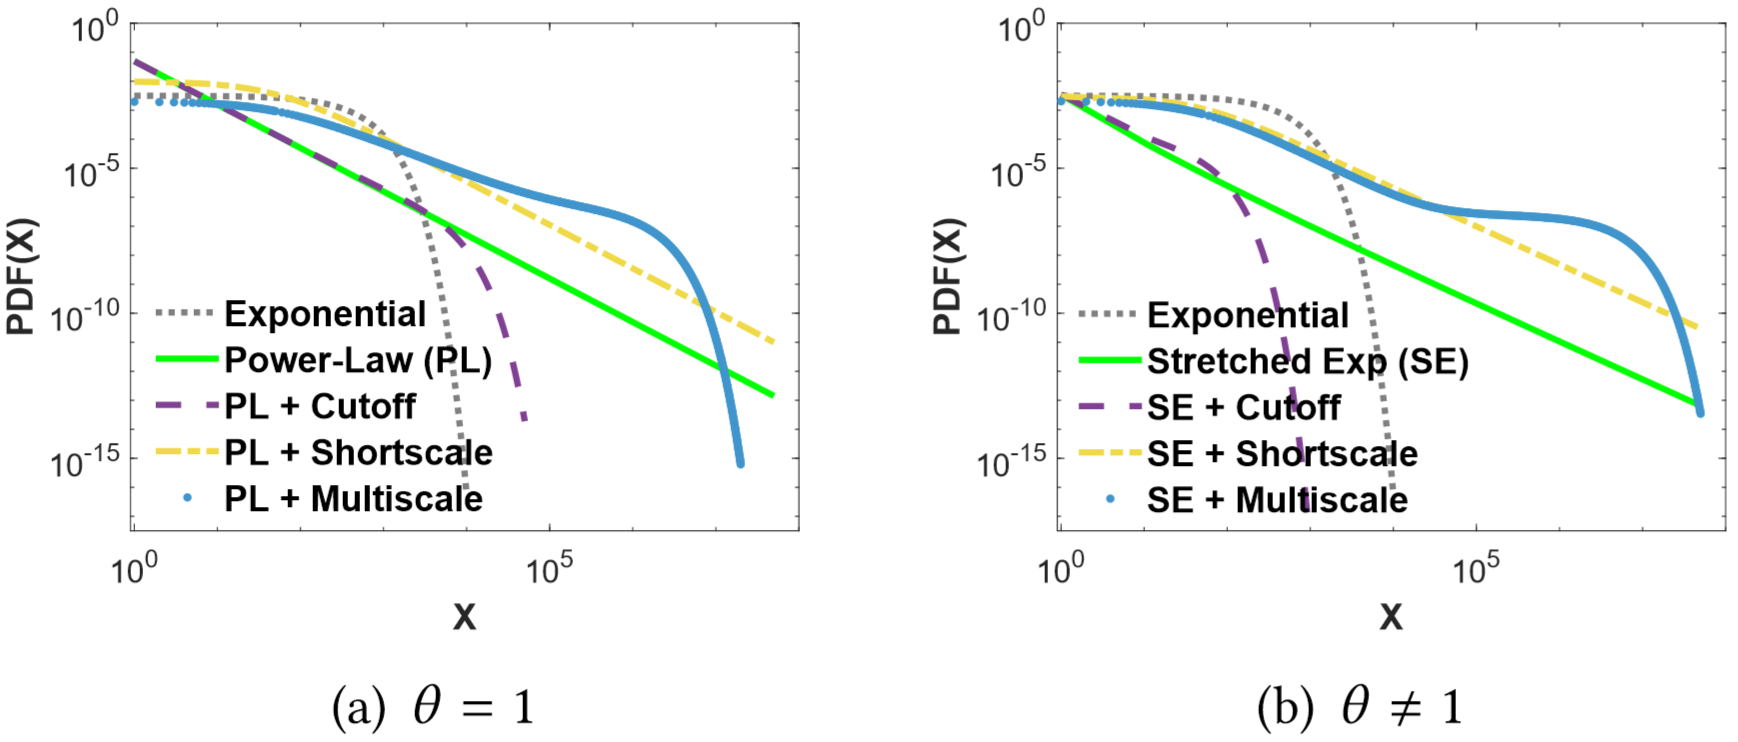 10^0
10^-5
10^-10
10^-15
PDF(X)
Exponential
Power-Law (PL)
PL + Cutoff
PL + Shortscale
PL + Multiscale
10^0
10^5
X
(a) θ = 1
10^0
10^-5
10^-10
10^-15
PDF(X)
Exponential
Stretched Exp (SE)
SE + Cutoff
SE + Shortscale
SE + Multiscale
10^0
10^5
X
(b) θ ≠ 1